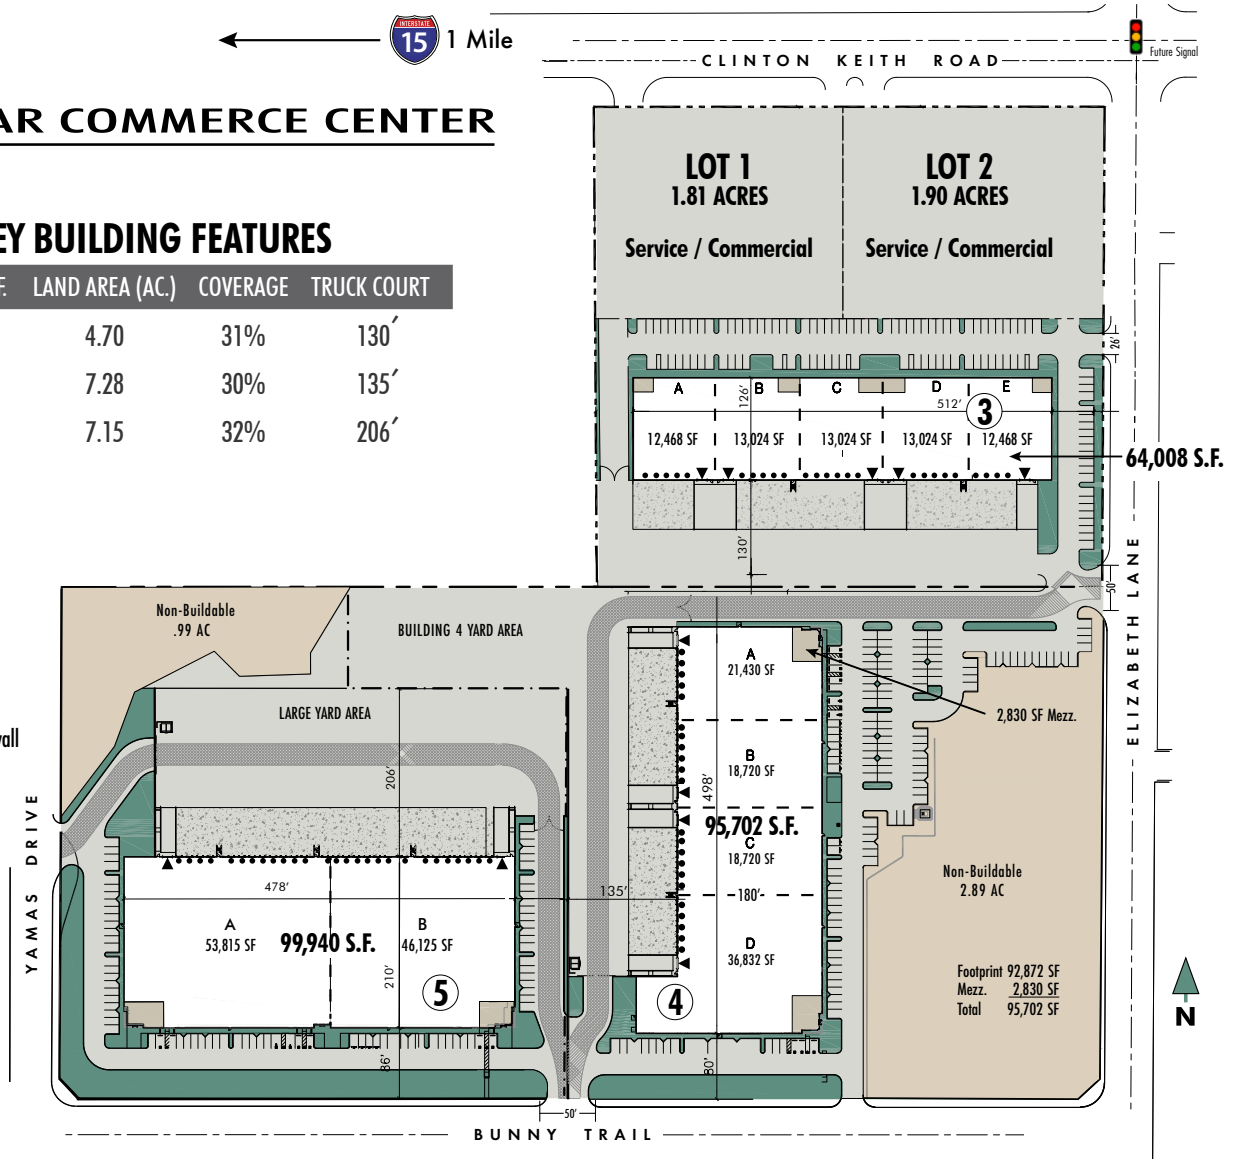 INTERSTATE
15
1 Mile
Future Signal
CLINTON KEITH ROAD
AR COMMERCE CENTER
LOT 1
1.81 ACRES
Service / Commercial
LOT 2
1.90 ACRES
Service / Commercial
EY BUILDING FEATURES
F. LAND AREA (AC.) COVERAGE TRUCK COURT
4.70 31% 130′
7.28 30% 135′
7.15 32% 206′
26'
A B C D E
126'
512'
3
12,468 SF 13,024 SF 13,024 SF 13,024 SF 12,468 SF
64,008 S.F.
130'
50'
ELIZABETH LANE
Non-Buildable
.99 AC
BUILDING 4 YARD AREA
LARGE YARD AREA
A
21,430 SF
2,830 SF Mezz.
B
18,720 SF
498'
95,702 S.F.
C
18,720 SF
180'
D
36,832 SF
4
135'
80'
wall
YAMAS DRIVE
206'
478'
A
53,815 SF
99,940 S.F.
B
46,125 SF
210'
5
86'
Non-Buildable
2.89 AC
Footprint 92,872 SF
Mezz. 2,830 SF
Total 95,702 SF
N
50'
BUNNY TRAIL